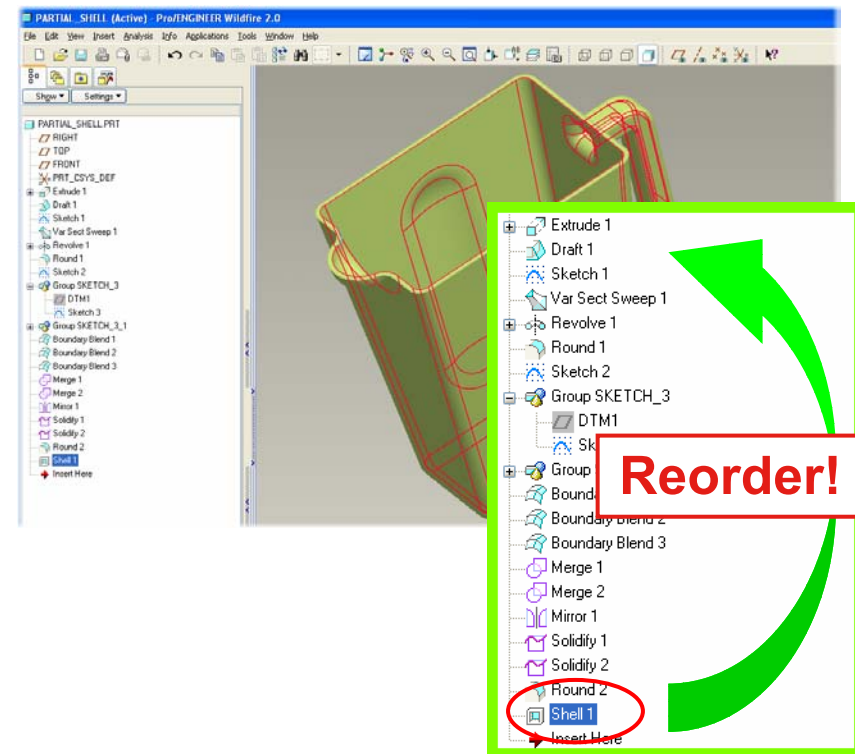 PARTIAL_SHELL (Active) - Pro/ENGINEER Wildfire 2.0
File Edit View Insert Analysis Info Applications Tools Window Help
Show Settings
PARTIAL_SHELL.PRT
RIGHT
TOP
FRONT
PRT_CSYS_DEF
Extrude 1
Draft 1
Sketch 1
Var Sect Sweep 1
Revolve 1
Round 1
Sketch 2
Group SKETCH_3
DTM1
Sketch 3
Group SKETCH_3_1
Boundary Blend 1
Boundary Blend 2
Boundary Blend 3
Merge 1
Merge 2
Mirror 1
Solidify 1
Solidify 2
Round 2
Shell 1
Insert Here
Extrude 1
Draft 1
Sketch 1
Var Sect Sweep 1
Revolve 1
Round 1
Sketch 2
Group SKETCH_3
DTM1
Sk
Group
Reorder!
Bound
Boundary Blend 2
Boundary Blend 3
Merge 1
Merge 2
Mirror 1
Solidify 1
Solidify 2
Round 2
Shell 1
Insert Here